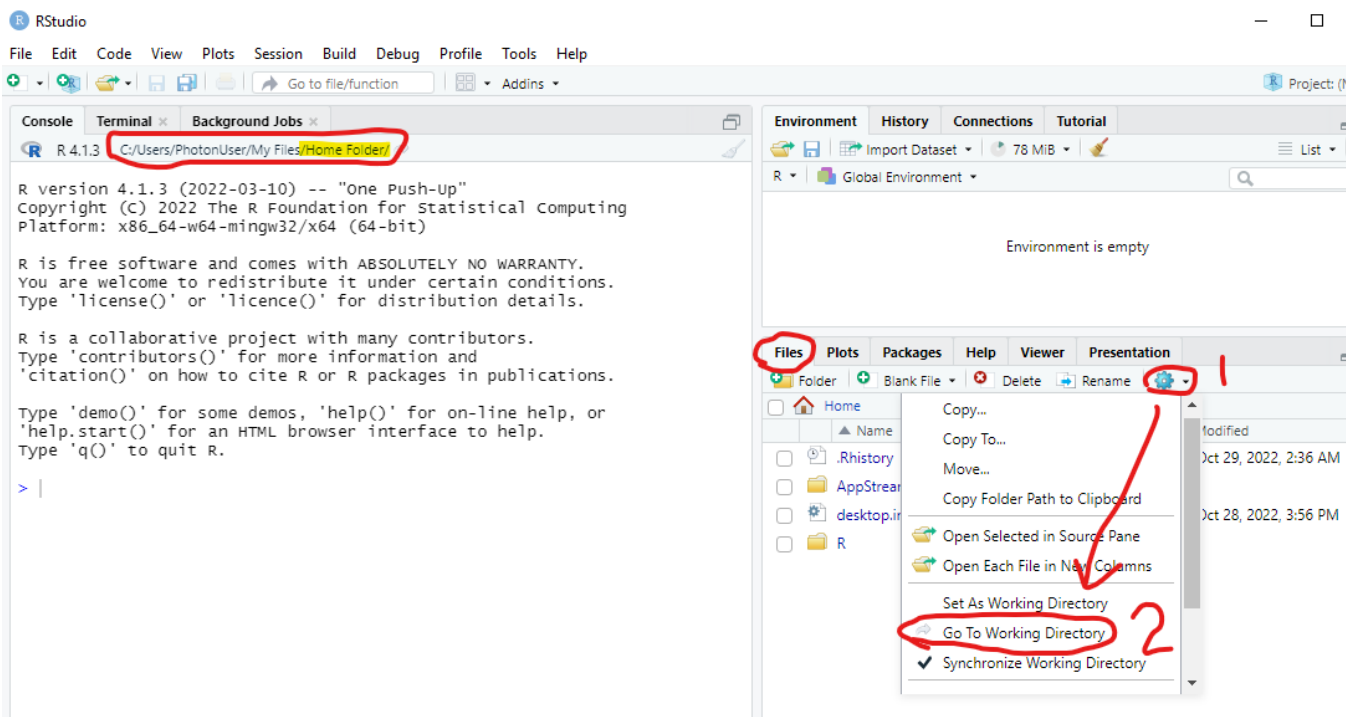 RStudio
File Edit Code View Plots Session Build Debug Profile Tools Help
Go to file/function Addins Project: (
Console Terminal Background Jobs
R 4.1.3 C:/Users/PhotonUser/My Files/Home Folder/
R version 4.1.3 (2022-03-10) -- "One Push-Up"
Copyright (C) 2022 The R Foundation for Statistical Computing
Platform: x86_64-w64-mingw32/x64 (64-bit)
R is free software and comes with ABSOLUTELY NO WARRANTY.
You are welcome to redistribute it under certain conditions.
Type 'license()' or 'licence()' for distribution details.
R is a collaborative project with many contributors.
Type 'contributors()' for more information and
'citation()' on how to cite R or R packages in publications.
Type 'demo()' for some demos, 'help()' for on-line help, or
'help.start()' for an HTML browser interface to help.
Type 'q()' to quit R.
>
Environment History Connections Tutorial
Import Dataset 78 MiB List
R Global Environment
Environment is empty
Files Plots Packages Help Viewer Presentation
Folder Blank File Delete Rename 1
Home
Name Modified
.Rhistory Oct 29, 2022, 2:36 AM
AppStrear
desktop.in Oct 28, 2022, 3:56 PM
R
Copy...
Copy To...
Move...
Copy Folder Path to Clipboard
Open Selected in Source Pane
Open Each File in New Columns
Set As Working Directory
Go To Working Directory 2
Synchronize Working Directory